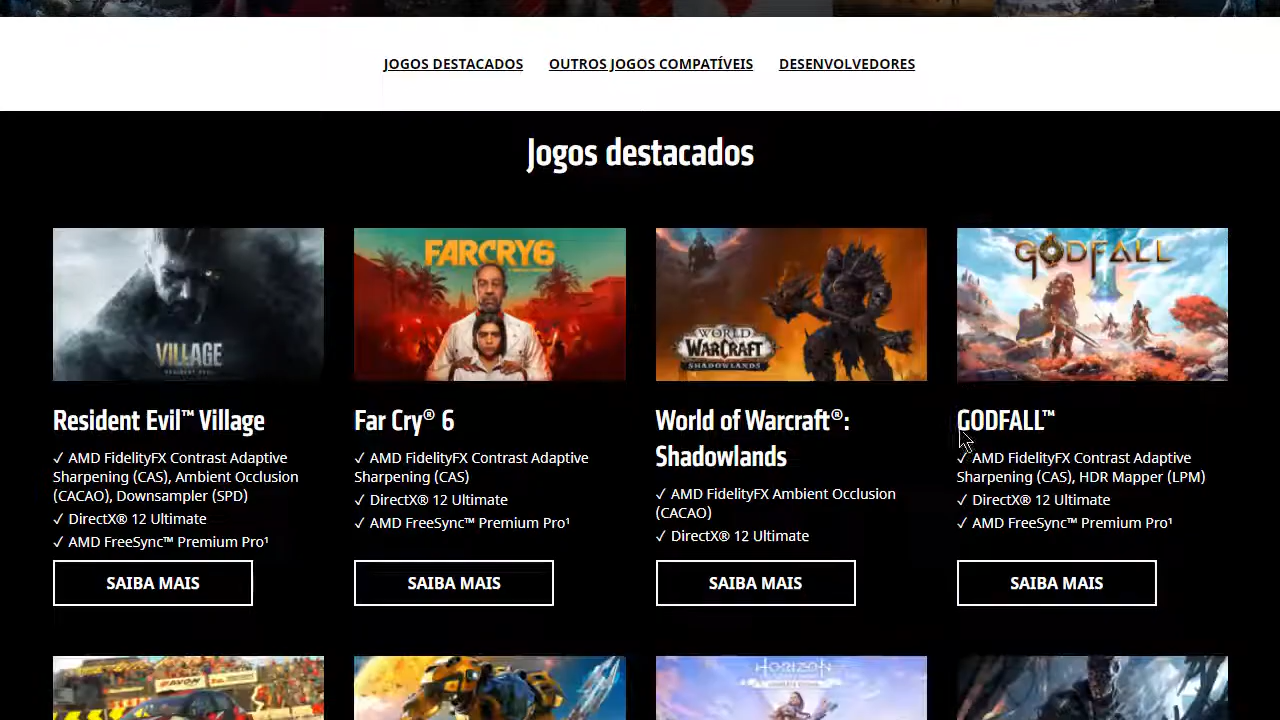 JOGOS DESTACADOS OUTROS JOGOS COMPATÍVEIS DESENVOLVEDORES
Jogos destacados
VILLAGE
RESIDENT EVIL
FARCRY6
WORLD
WARCRAFT
SHADOWLANDS
GODFALL
Resident Evil™ Village
✓ AMD FidelityFX Contrast Adaptive
Sharpening (CAS), Ambient Occlusion
(CACAO), Downsampler (SPD)
✓ DirectX® 12 Ultimate
✓ AMD FreeSync™ Premium Pro¹
SAIBA MAIS
Far Cry® 6
✓ AMD FidelityFX Contrast Adaptive
Sharpening (CAS)
✓ DirectX® 12 Ultimate
✓ AMD FreeSync™ Premium Pro¹
SAIBA MAIS
World of Warcraft®:
Shadowlands
✓ AMD FidelityFX Ambient Occlusion
(CACAO)
✓ DirectX® 12 Ultimate
SAIBA MAIS
GODFALL™
✓ AMD FidelityFX Contrast Adaptive
Sharpening (CAS), HDR Mapper (LPM)
✓ DirectX® 12 Ultimate
✓ AMD FreeSync™ Premium Pro¹
SAIBA MAIS
AVON
HORIZON